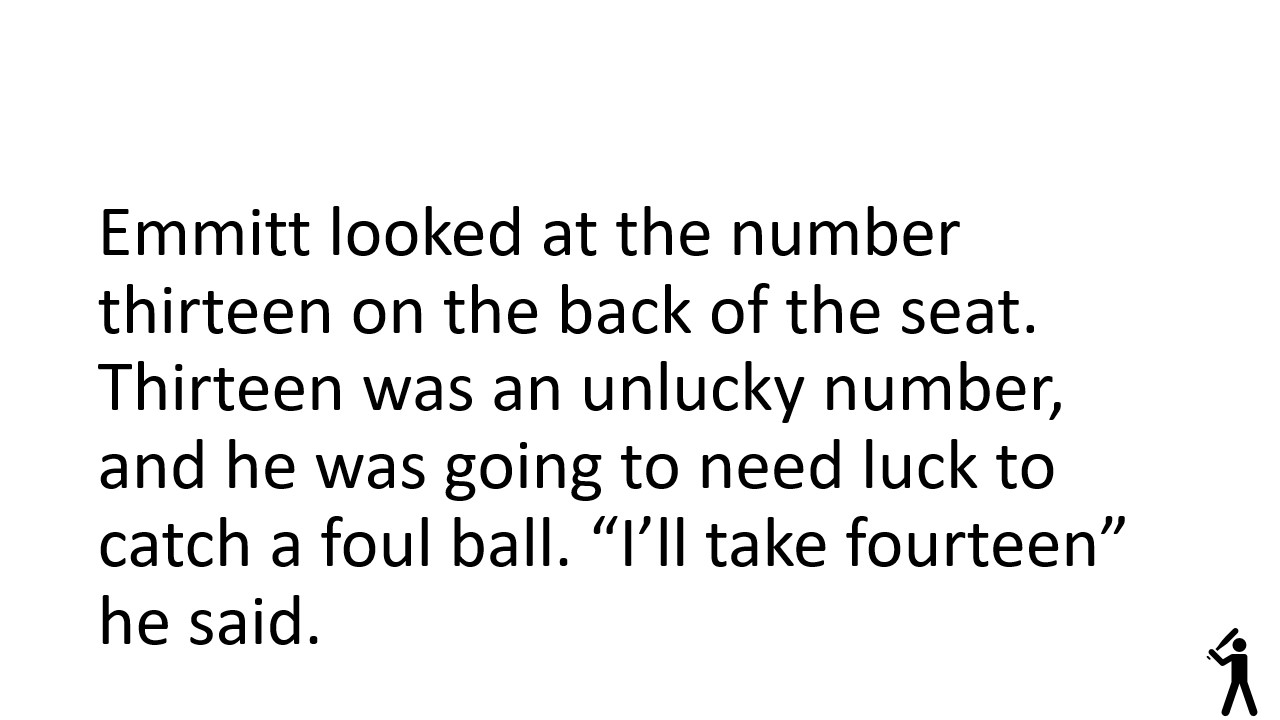 Emmitt looked at the number
thirteen on the back of the seat.
Thirteen was an unlucky number,
and he was going to need luck to
catch a foul ball. “I’ll take fourteen”
he said.